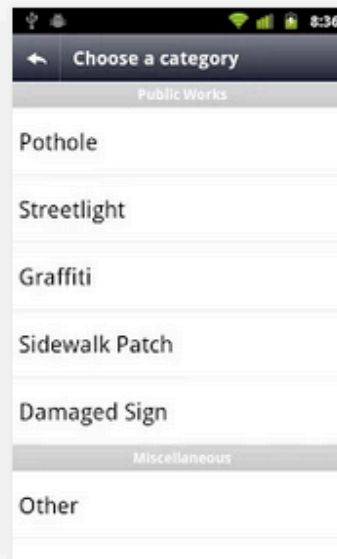 8:36
Choose a category
Public Works
Pothole
Streetlight
Graffiti
Sidewalk Patch
Damaged Sign
Miscellaneous
Other